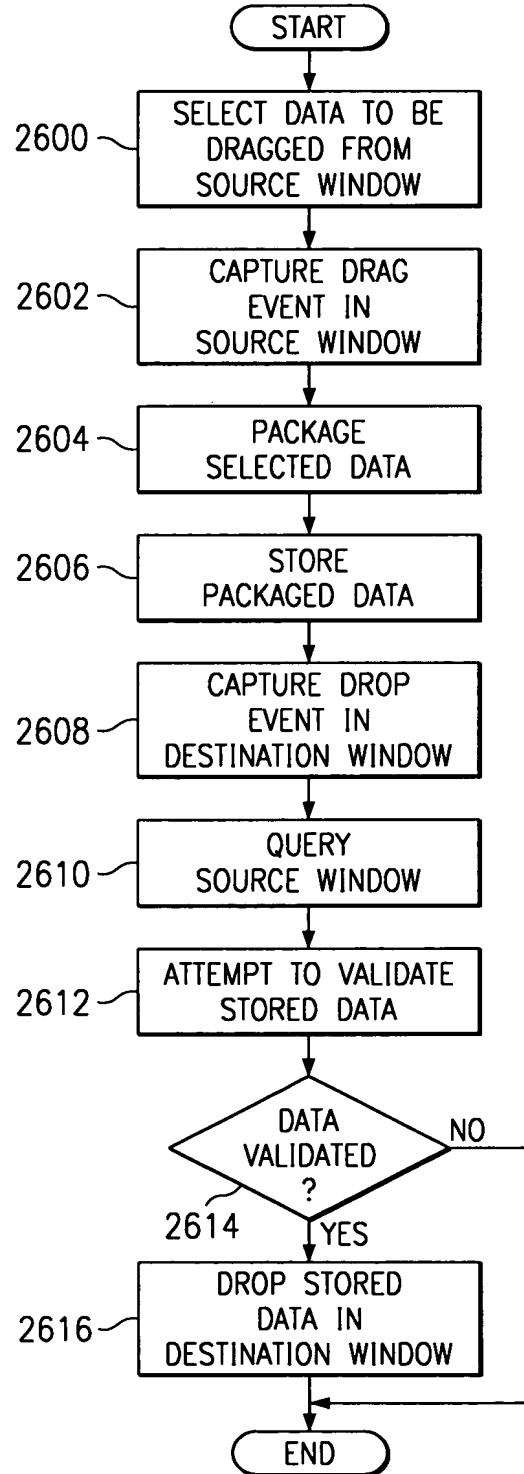 START
2600
SELECT DATA TO BE
DRAGGED FROM
SOURCE WINDOW
2602
CAPTURE DRAG
EVENT IN
SOURCE WINDOW
2604
PACKAGE
SELECTED DATA
2606
STORE
PACKAGED DATA
2608
CAPTURE DROP
EVENT IN
DESTINATION WINDOW
2610
QUERY
SOURCE WINDOW
2612
ATTEMPT TO VALIDATE
STORED DATA
DATA
VALIDATED
?
NO
2614
YES
2616
DROP STORED
DATA IN
DESTINATION WINDOW
END